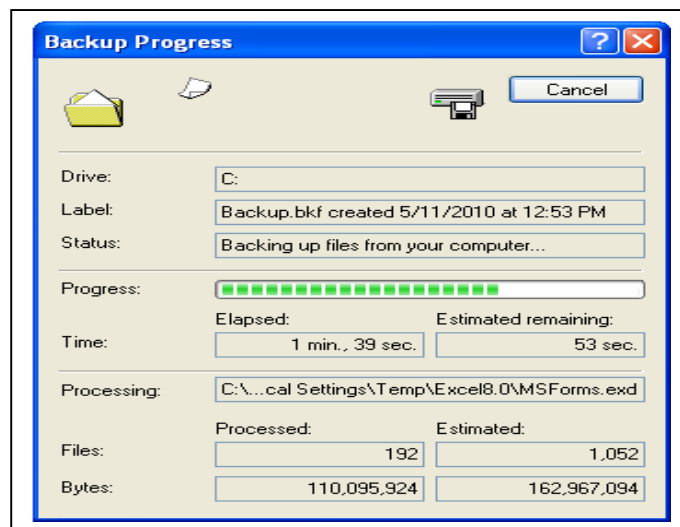 Backup Progress
Cancel
Drive: C:
Label: Backup.bkf created 5/11/2010 at 12:53 PM
Status: Backing up files from your computer...
Progress:
Elapsed: Estimated remaining:
Time: 1 min., 39 sec. 53 sec.
Processing: C:\...cal Settings\Temp\Excel8.0\MSForms.exd
Processed: Estimated:
Files: 192 1,052
Bytes: 110,095,924 162,967,094